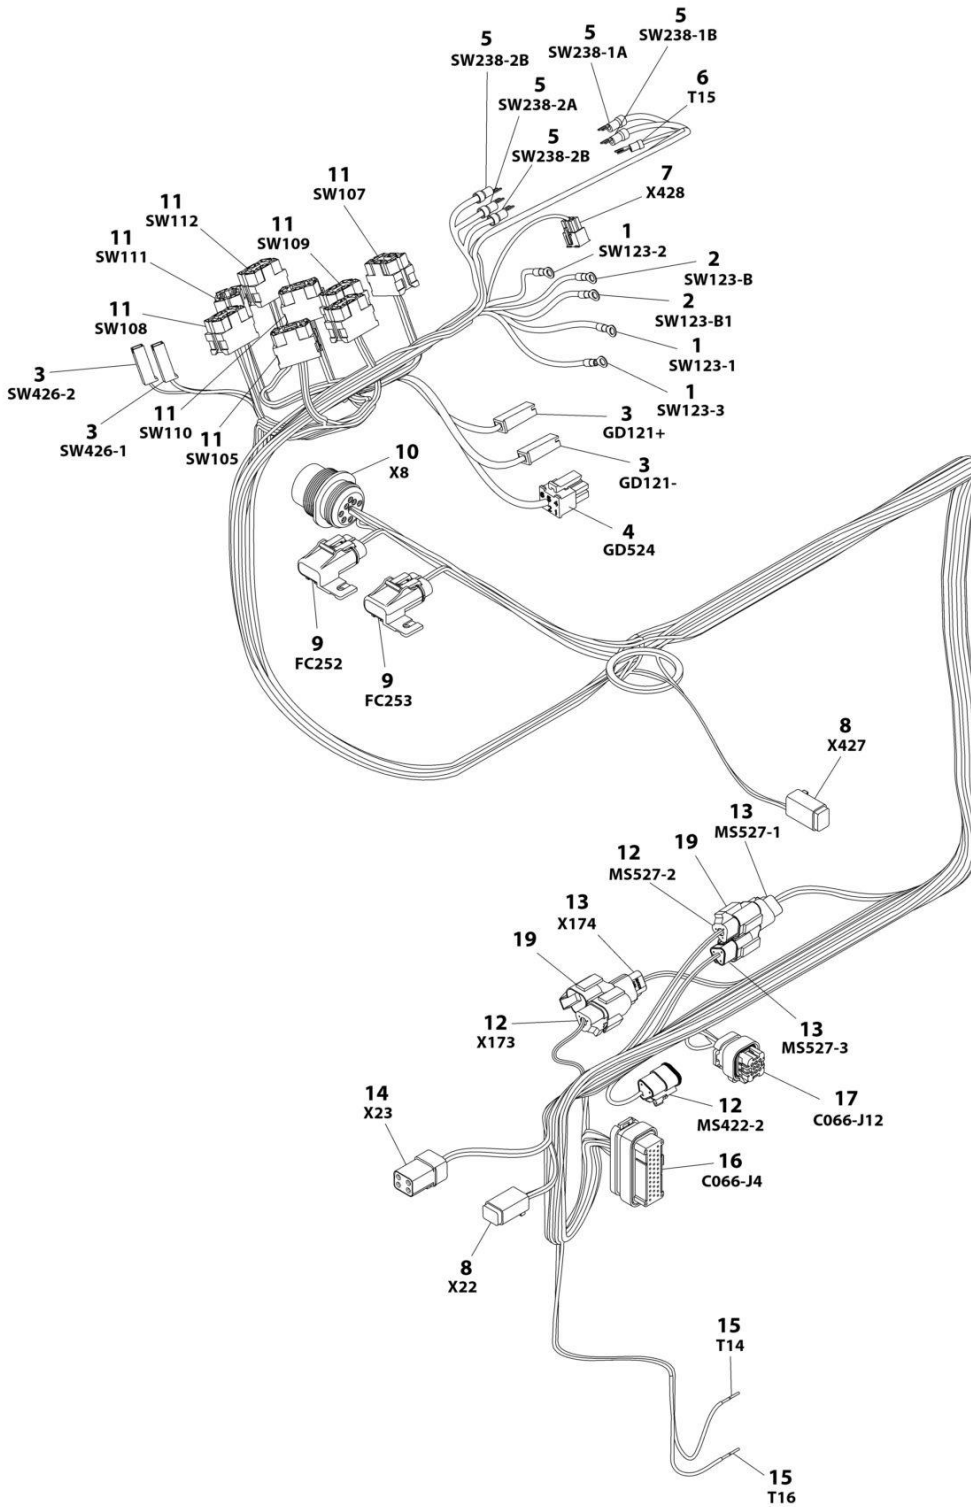 5
SW238-2B
5
SW238-1A
5
SW238-1B
6
T15
5
SW238-2A
5
SW238-2B
7
X428
11
SW107
11
SW112
11
SW109
11
SW111
11
SW108
1
SW123-2
2
SW123-B
2
SW123-B1
1
SW123-1
1
SW123-3
3
SW426-2
3
SW426-1
11
SW110
11
SW105
3
GD121+
3
GD121-
4
GD524
10
X8
9
FC252
9
FC253
8
X427
13
MS527-1
19
12
MS527-2
13
X174
19
12
X173
13
MS527-3
17
C066-J12
12
MS422-2
14
X23
16
C066-J4
8
X22
15
T14
15
T16